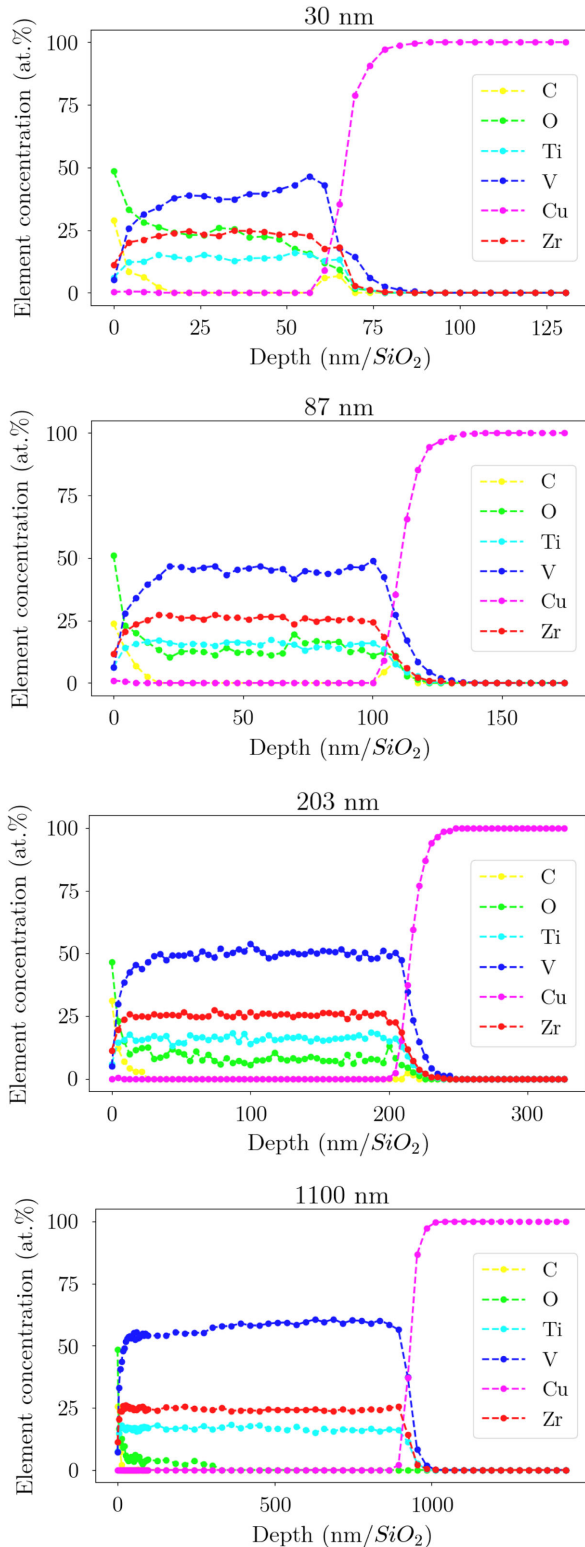 30 nm
Element concentration (at.%)
100
75
50
25
0
C
O
Ti
V
Cu
Zr
0 25 50 75 100 125
Depth (nm/SiO₂)
87 nm
Element concentration (at.%)
100
75
50
25
0
C
O
Ti
V
Cu
Zr
0 50 100 150
Depth (nm/SiO₂)
203 nm
Element concentration (at.%)
100
75
50
25
0
C
O
Ti
V
Cu
Zr
0 100 200 300
Depth (nm/SiO₂)
1100 nm
Element concentration (at.%)
100
75
50
25
0
C
O
Ti
V
Cu
Zr
0 500 1000
Depth (nm/SiO₂)